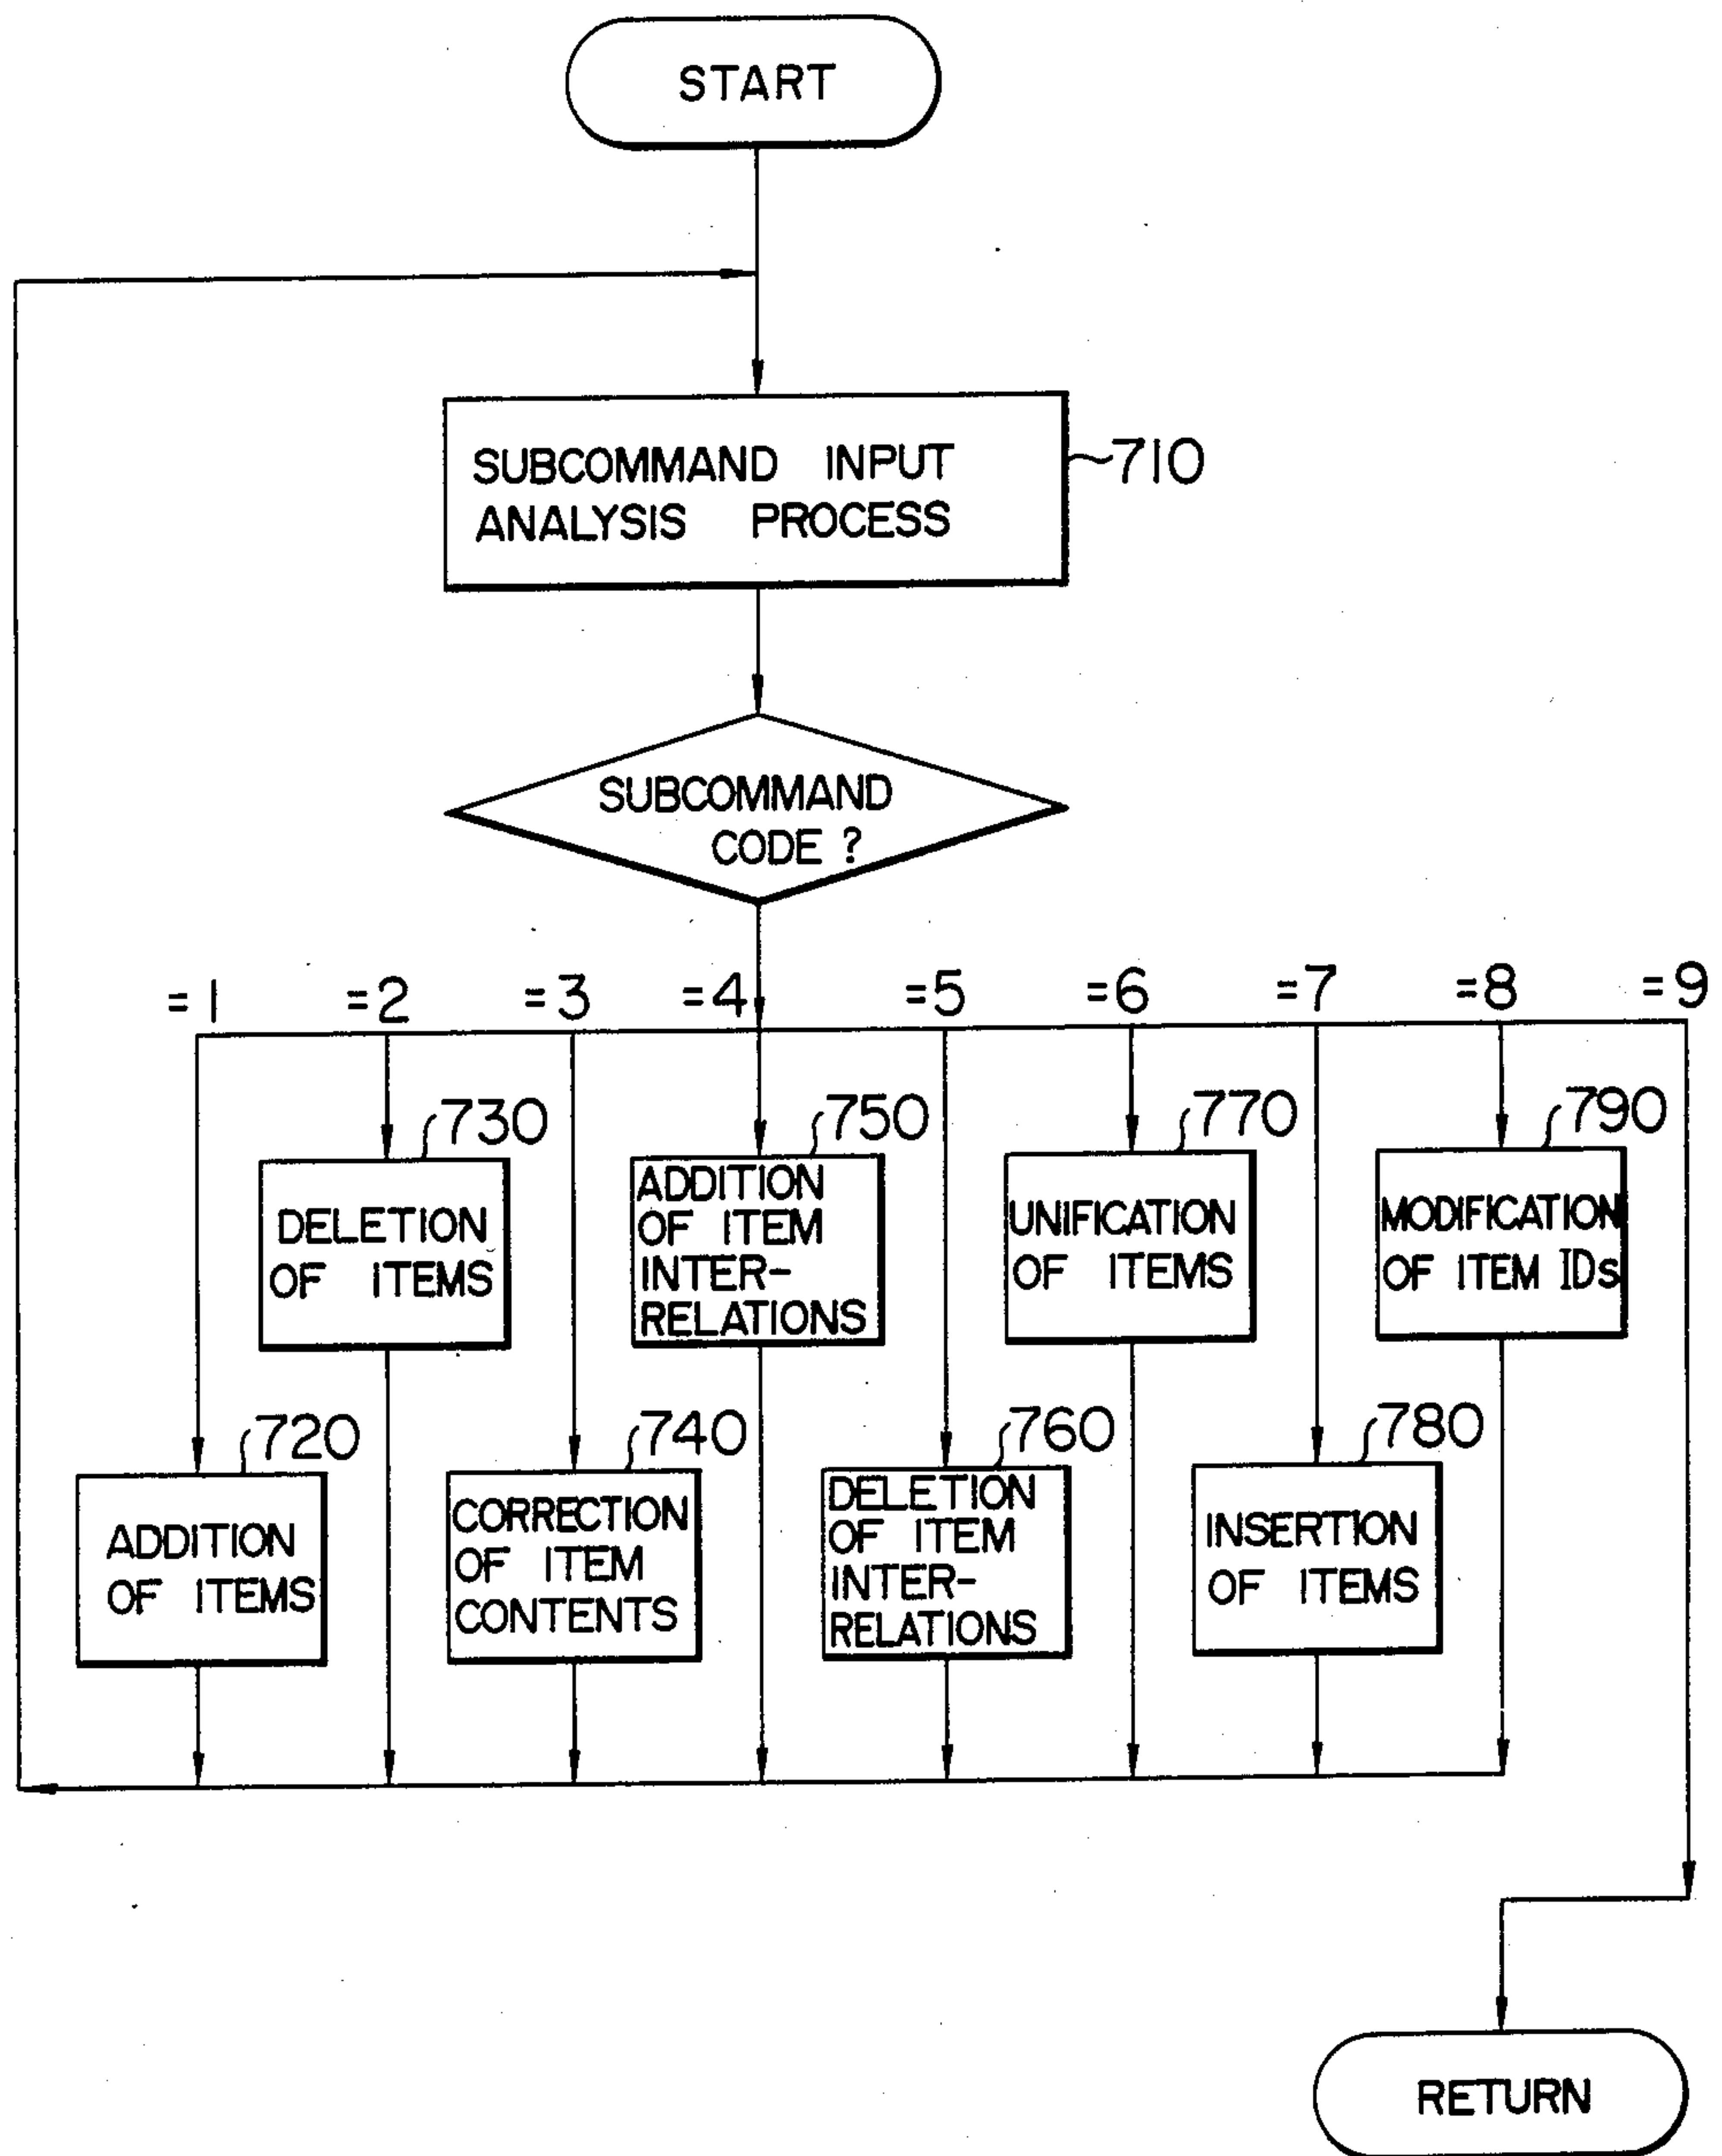 START
SUBCOMMAND INPUT
ANALYSIS PROCESS
710
SUBCOMMAND
CODE ?
=1 =2 =3 =4 =5 =6 =7 =8 =9
730
DELETION
OF ITEMS
750
ADDITION
OF ITEM
INTER-
RELATIONS
770
UNIFICATION
OF ITEMS
790
MODIFICATION
OF ITEM IDs
720
ADDITION
OF ITEMS
740
CORRECTION
OF ITEM
CONTENTS
760
DELETION
OF ITEM
INTER-
RELATIONS
780
INSERTION
OF ITEMS
RETURN